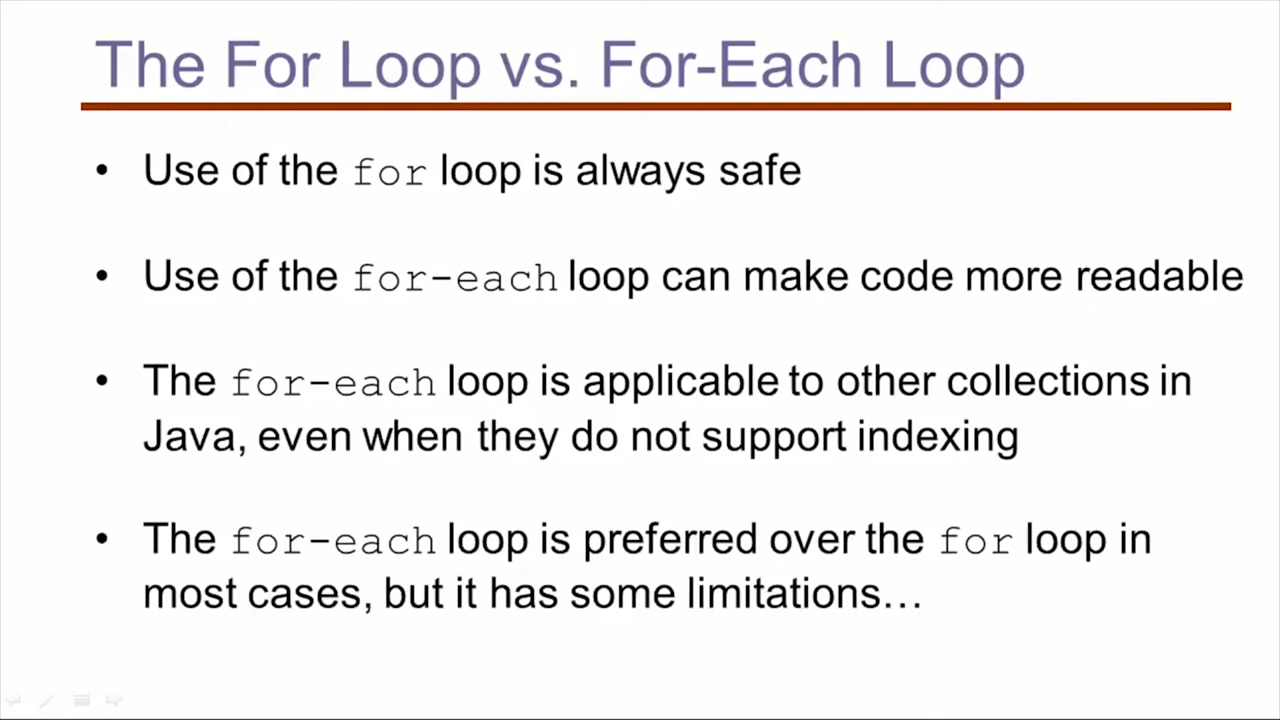 The For Loop vs. For-Each Loop
• Use of the for loop is always safe
• Use of the for-each loop can make code more readable
• The for-each loop is applicable to other collections in
Java, even when they do not support indexing
• The for-each loop is preferred over the for loop in
most cases, but it has some limitations…